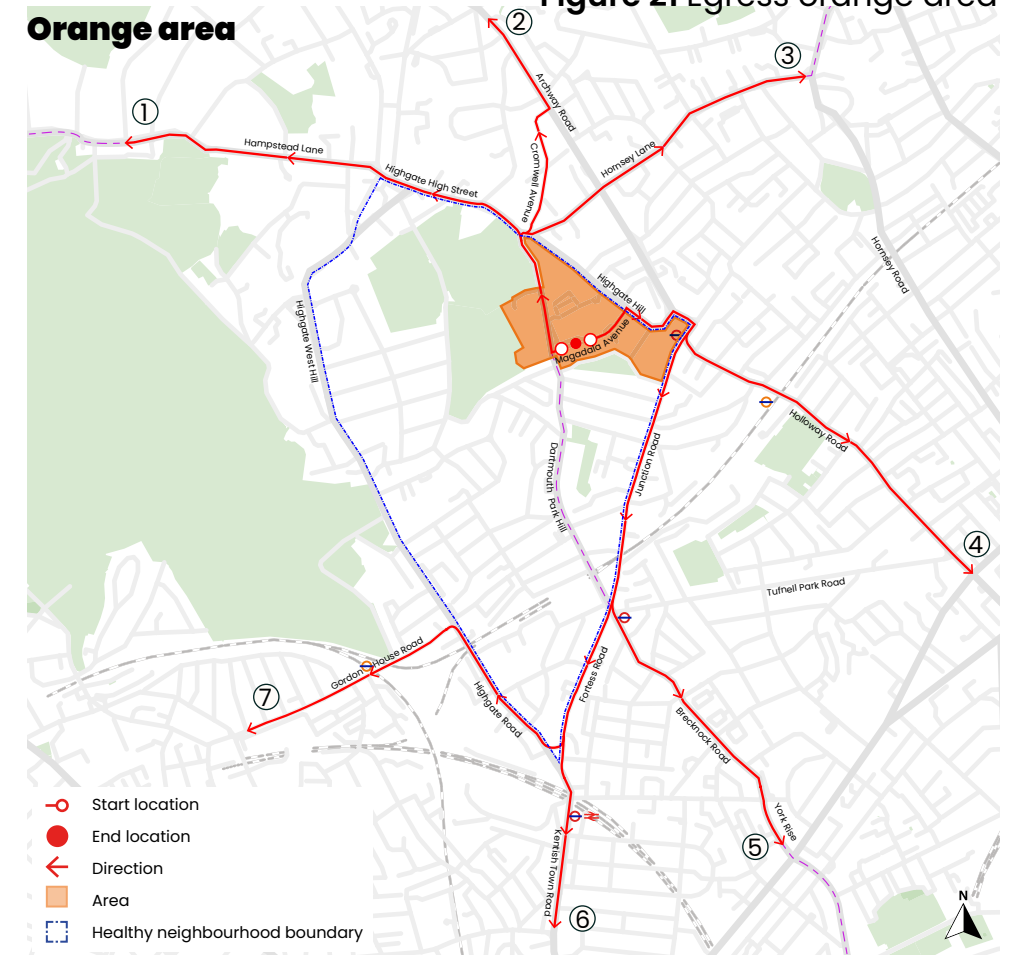 Figure 21 Egress orange area
Orange area
2
3
1
Archway Road
Hampstead Lane
Cromwell Avenue
Hornsey Lane
Highgate High Street
Hornsey Road
Highgate Hill
Highgate West Hill
Magadala Avenue
Holloway Road
Junction Road
Dartmouth Park Hill
4
Tufnell Park Road
Gordon House Road
Fortess Road
7
Highgate Road
Brecknock Road
York Rise
5
Kentish Town Road
6
Start location
End location
Direction
Area
Healthy neighbourhood boundary
N